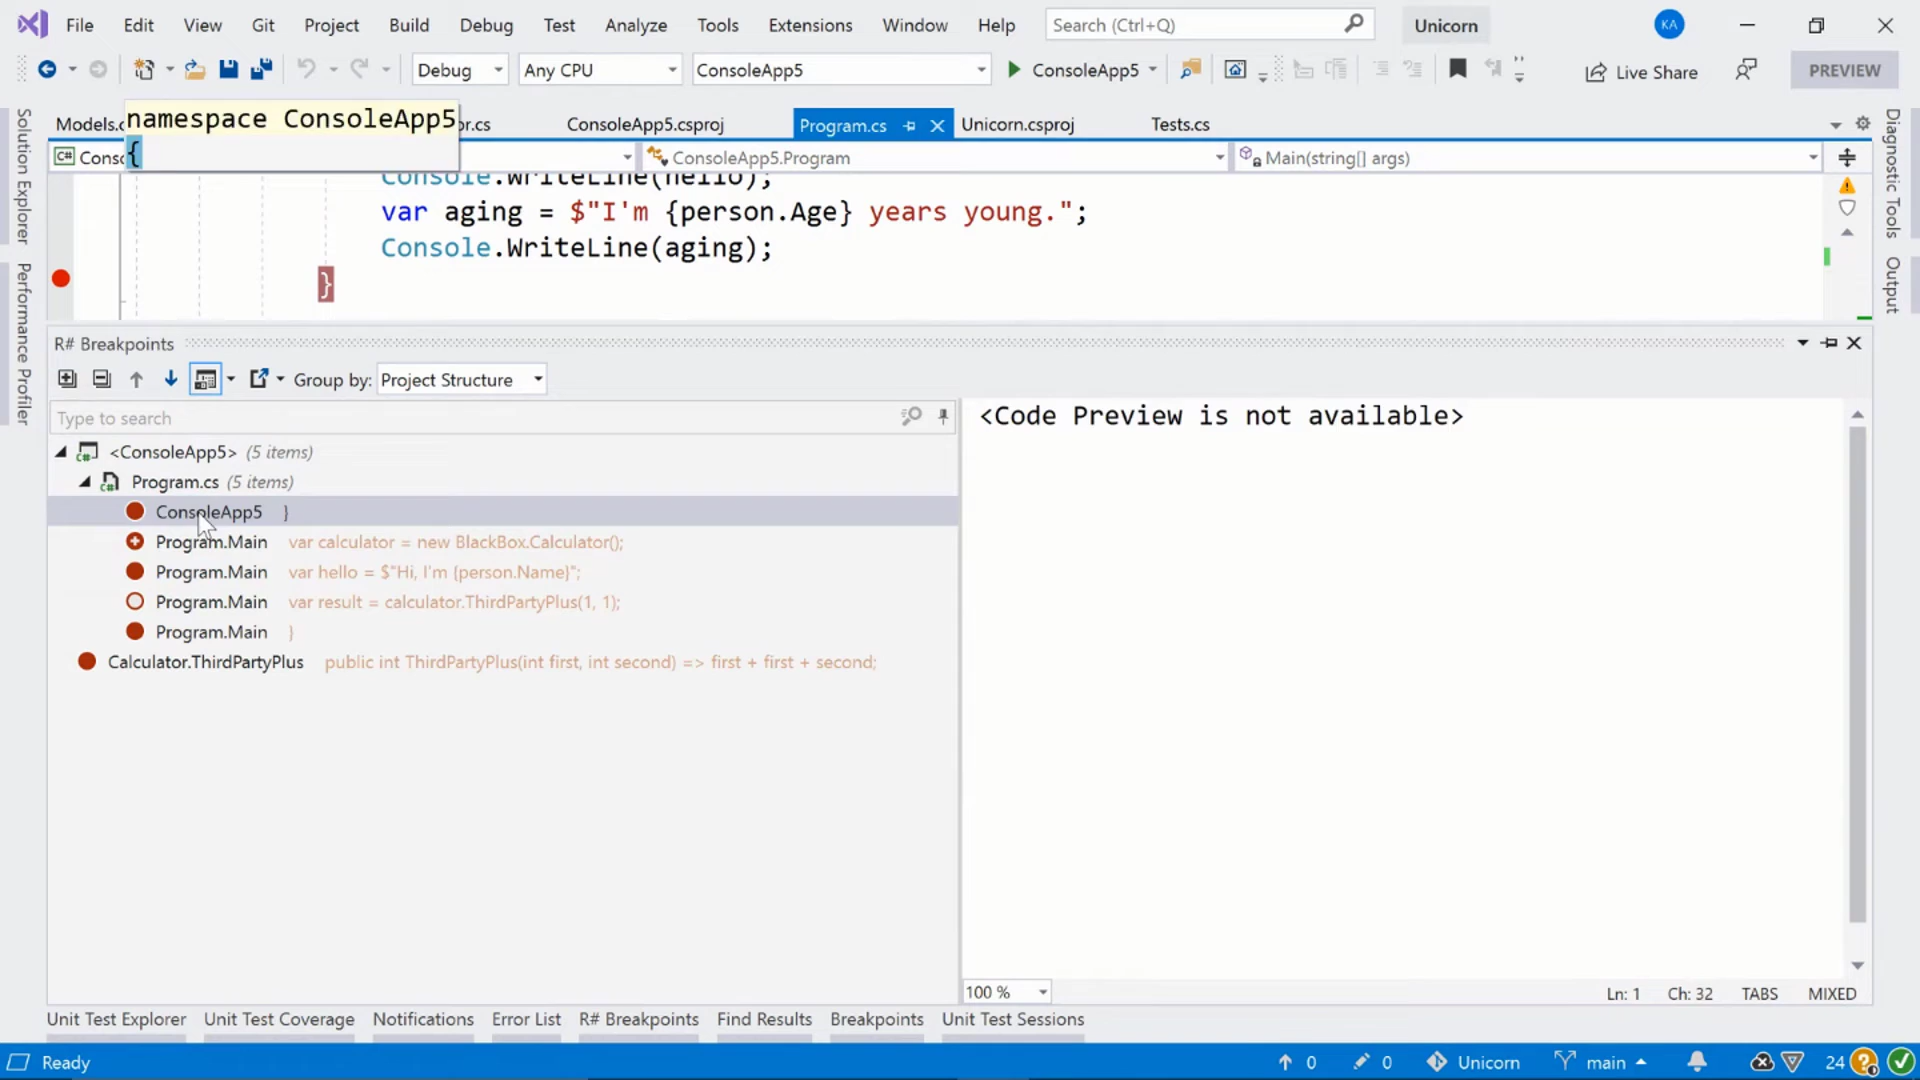 File Edit View Git Project Build Debug Test Analyze Tools Extensions Window Help Search (Ctrl+Q) Unicorn KA
Debug Any CPU ConsoleApp5 ConsoleApp5 Live Share PREVIEW
Models.c or.cs ConsoleApp5.csproj Program.cs Unicorn.csproj Tests.cs
namespace ConsoleApp5
{
Conso ConsoleApp5.Program Main(string[] args)
Console.WriteLine(hello);
var aging = $"I'm {person.Age} years young.";
Console.WriteLine(aging);
}
Solution Explorer
Performance Profiler
Diagnostic Tools
Output
R# Breakpoints
Group by: Project Structure
Type to search
<ConsoleApp5> (5 items)
Program.cs (5 items)
ConsoleApp5 }
Program.Main var calculator = new BlackBox.Calculator();
Program.Main var hello = $"Hi, I'm {person.Name}";
Program.Main var result = calculator.ThirdPartyPlus(1, 1);
Program.Main }
Calculator.ThirdPartyPlus public int ThirdPartyPlus(int first, int second) => first + first + second;
<Code Preview is not available>
100 % Ln: 1 Ch: 32 TABS MIXED
Unit Test Explorer Unit Test Coverage Notifications Error List R# Breakpoints Find Results Breakpoints Unit Test Sessions
Ready 0 0 Unicorn main 24